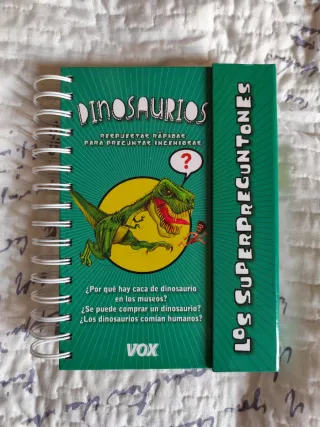 DINOSAURIOS
RESPUESTAS RÁPIDAS
PARA PREGUNTAS INGENIOSAS
?
¿Por qué hay caca de dinosaurio
en los museos?
¿Se puede comprar un dinosaurio?
¿Los dinosaurios comían humanos?
VOX
LOS SUPERPREGUNTONES